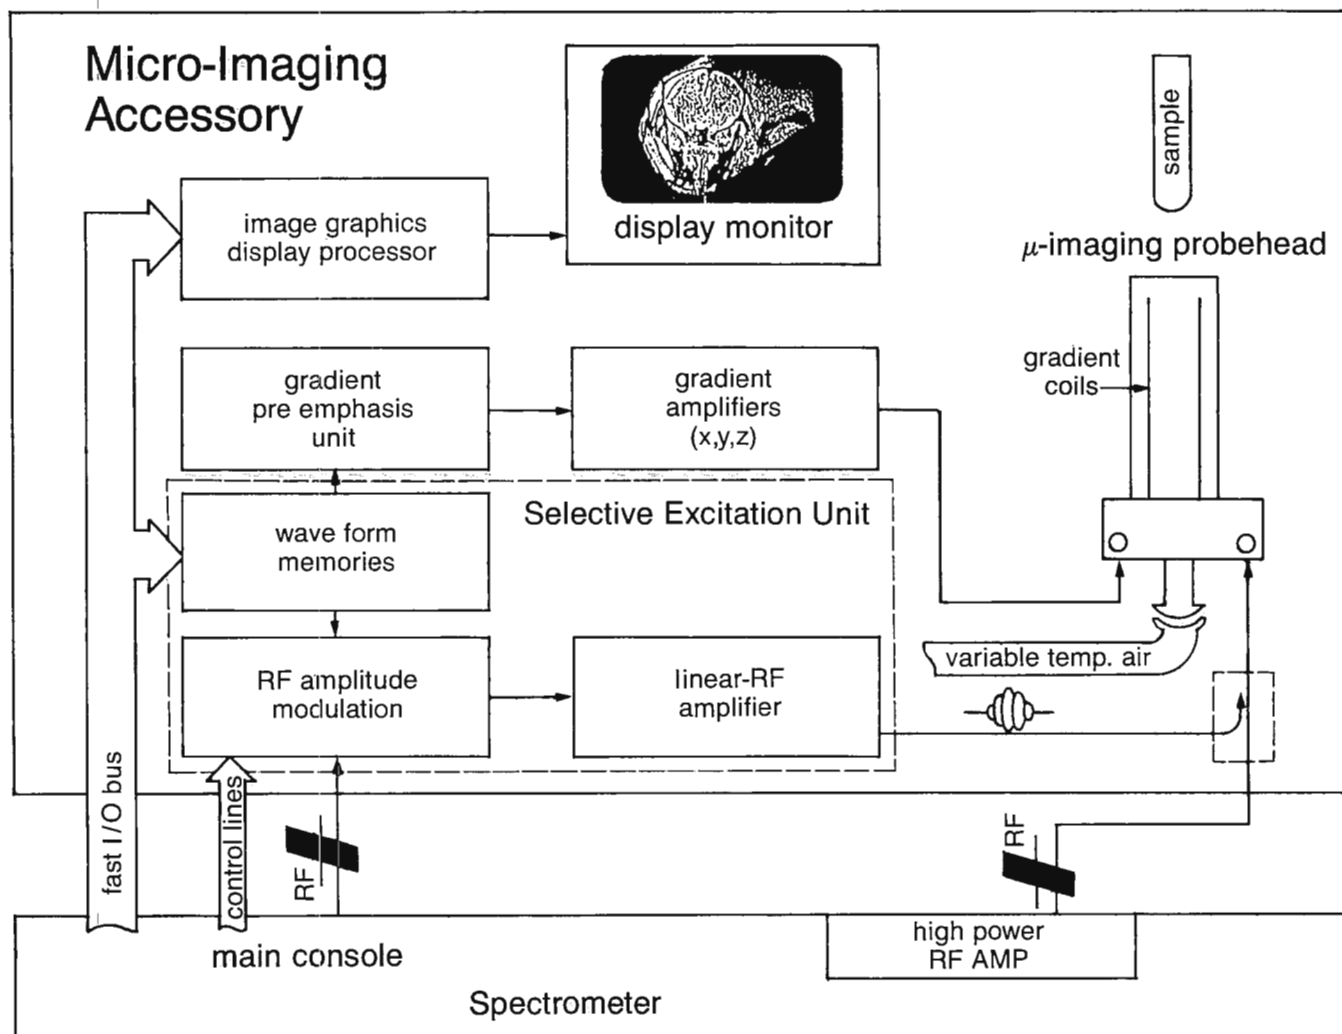 Micro-Imaging
Accessory
display monitor
sample
image graphics
display processor
μ-imaging probehead
gradient
pre emphasis
unit
gradient
amplifiers
(x,y,z)
gradient
coils
Selective Excitation Unit
wave form
memories
RF amplitude
modulation
linear-RF
amplifier
variable temp. air
fast I/O bus
control lines
RF
RF
main console
high power
RF AMP
Spectrometer